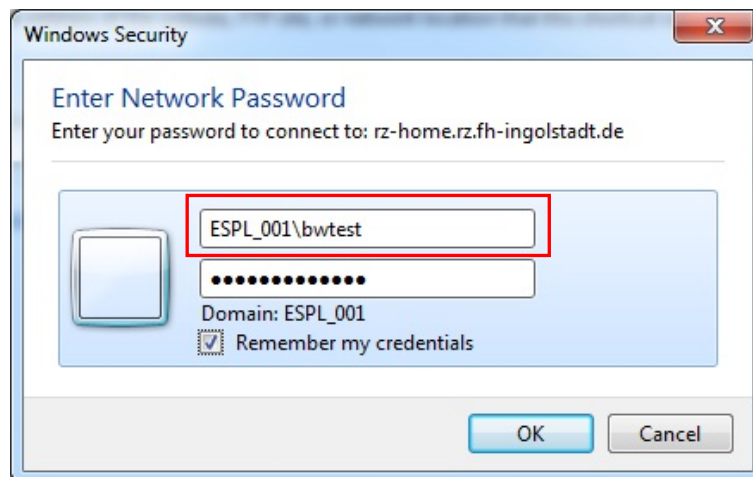 Windows Security
Enter Network Password
Enter your password to connect to: rz-home.rz.fh-ingolstadt.de
ESPL_001\bwtest
●●●●●●●●●●●●●
Domain: ESPL_001
Remember my credentials
OK
Cancel